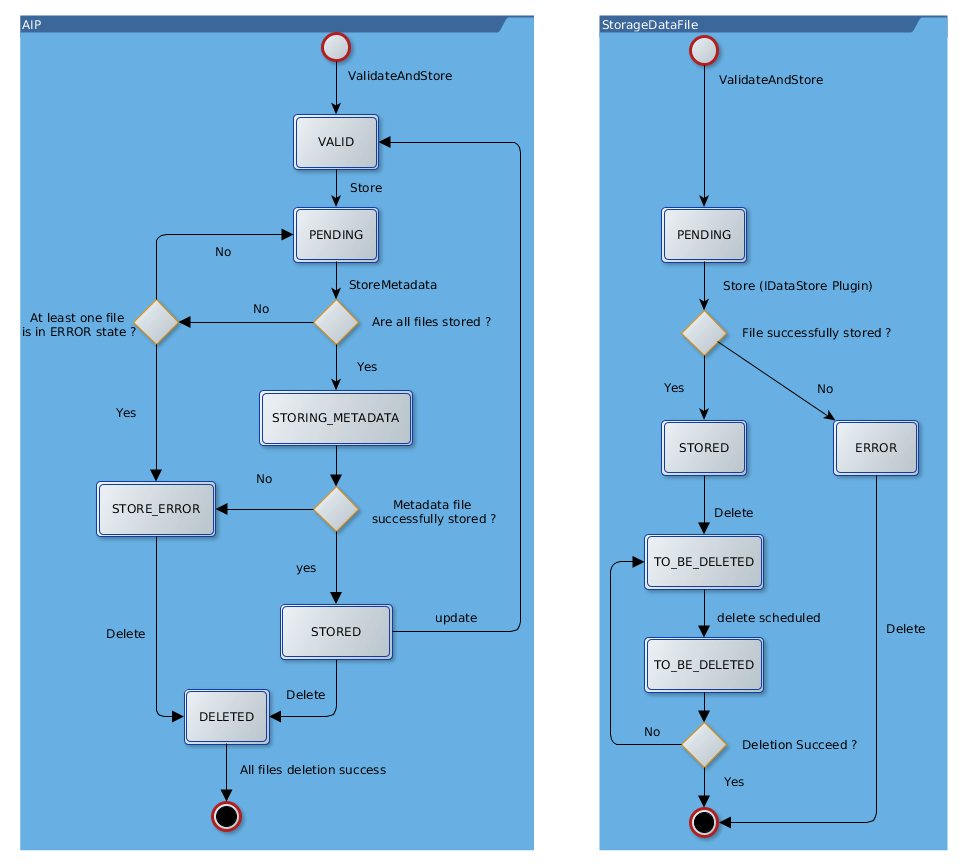 AIP
ValidateAndStore
VALID
Store
PENDING
No
StoreMetadata
At least one file
is in ERROR state ?
No
Are all files stored ?
Yes
Yes
STORING_METADATA
No
Metadata file
successfully stored ?
STORE_ERROR
yes
STORED
update
Delete
Delete
DELETED
All files deletion success
StorageDataFile
ValidateAndStore
PENDING
Store (IDataStore Plugin)
File successfully stored ?
Yes
No
STORED
ERROR
Delete
TO_BE_DELETED
delete scheduled
Delete
TO_BE_DELETED
No
Deletion Succeed ?
Yes